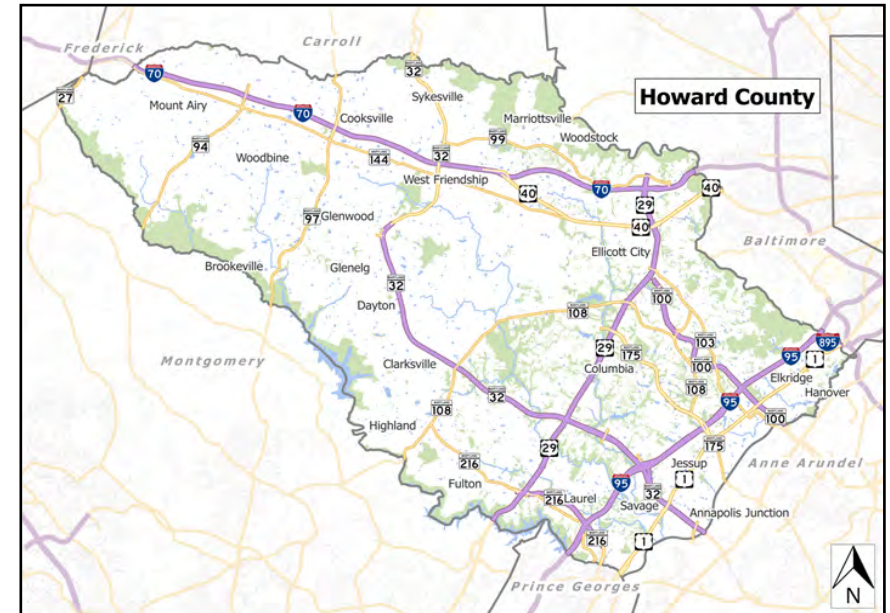 Frederick
Carroll
70
32
27
Mount Airy
70
Sykesville
Howard County
Cooksville
Marriottsville
94
144
32
99
Woodstock
Woodbine
West Friendship
40
70
40
29
97
Glenwood
40
Baltimore
Ellicott City
Brookeville
Glenelg
32
100
Dayton
108
103
895
29
175
95
1
Montgomery
Clarksville
Columbia
100
Elkridge
32
108
95
Hanover
108
100
Highland
29
175
216
Jessup
Anne Arundel
Fulton
95
1
216
Laurel
32
Savage
Annapolis Junction
216
1
Prince Georges
N